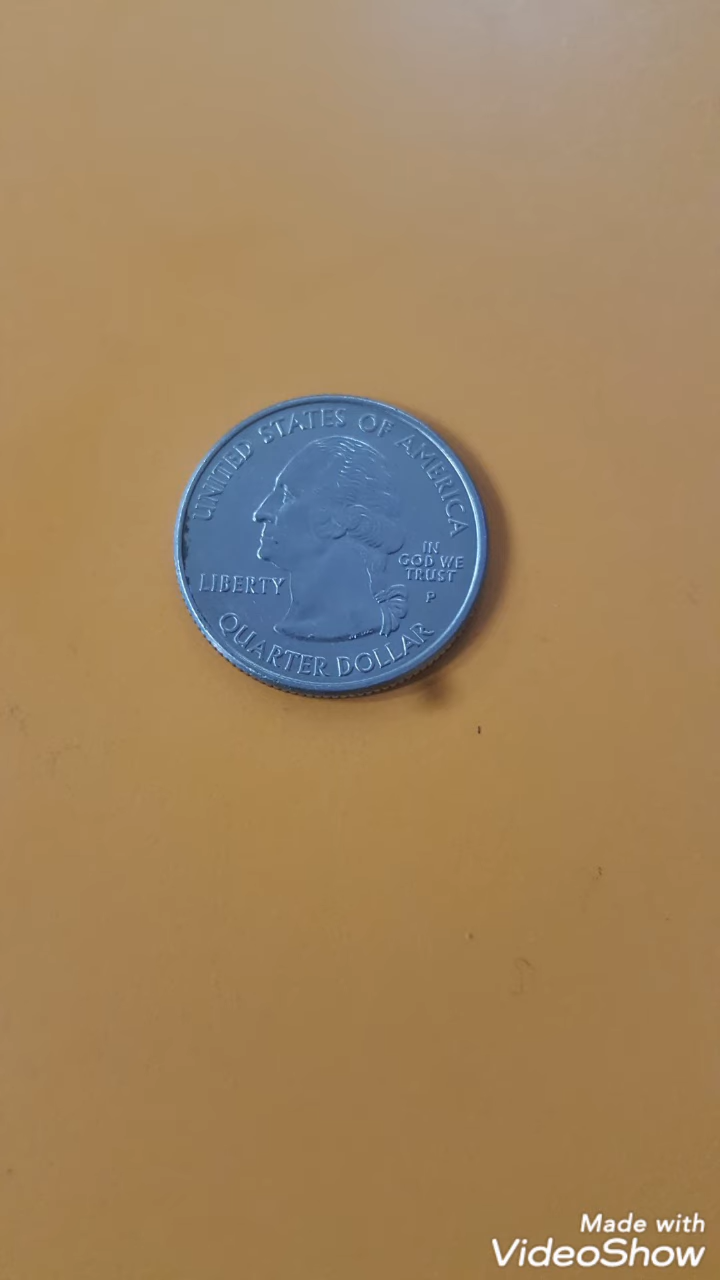 UNITED STATES OF AMERICA
IN
GOD WE
TRUST
LIBERTY
P
QUARTER DOLLAR
Made with
VideoShow